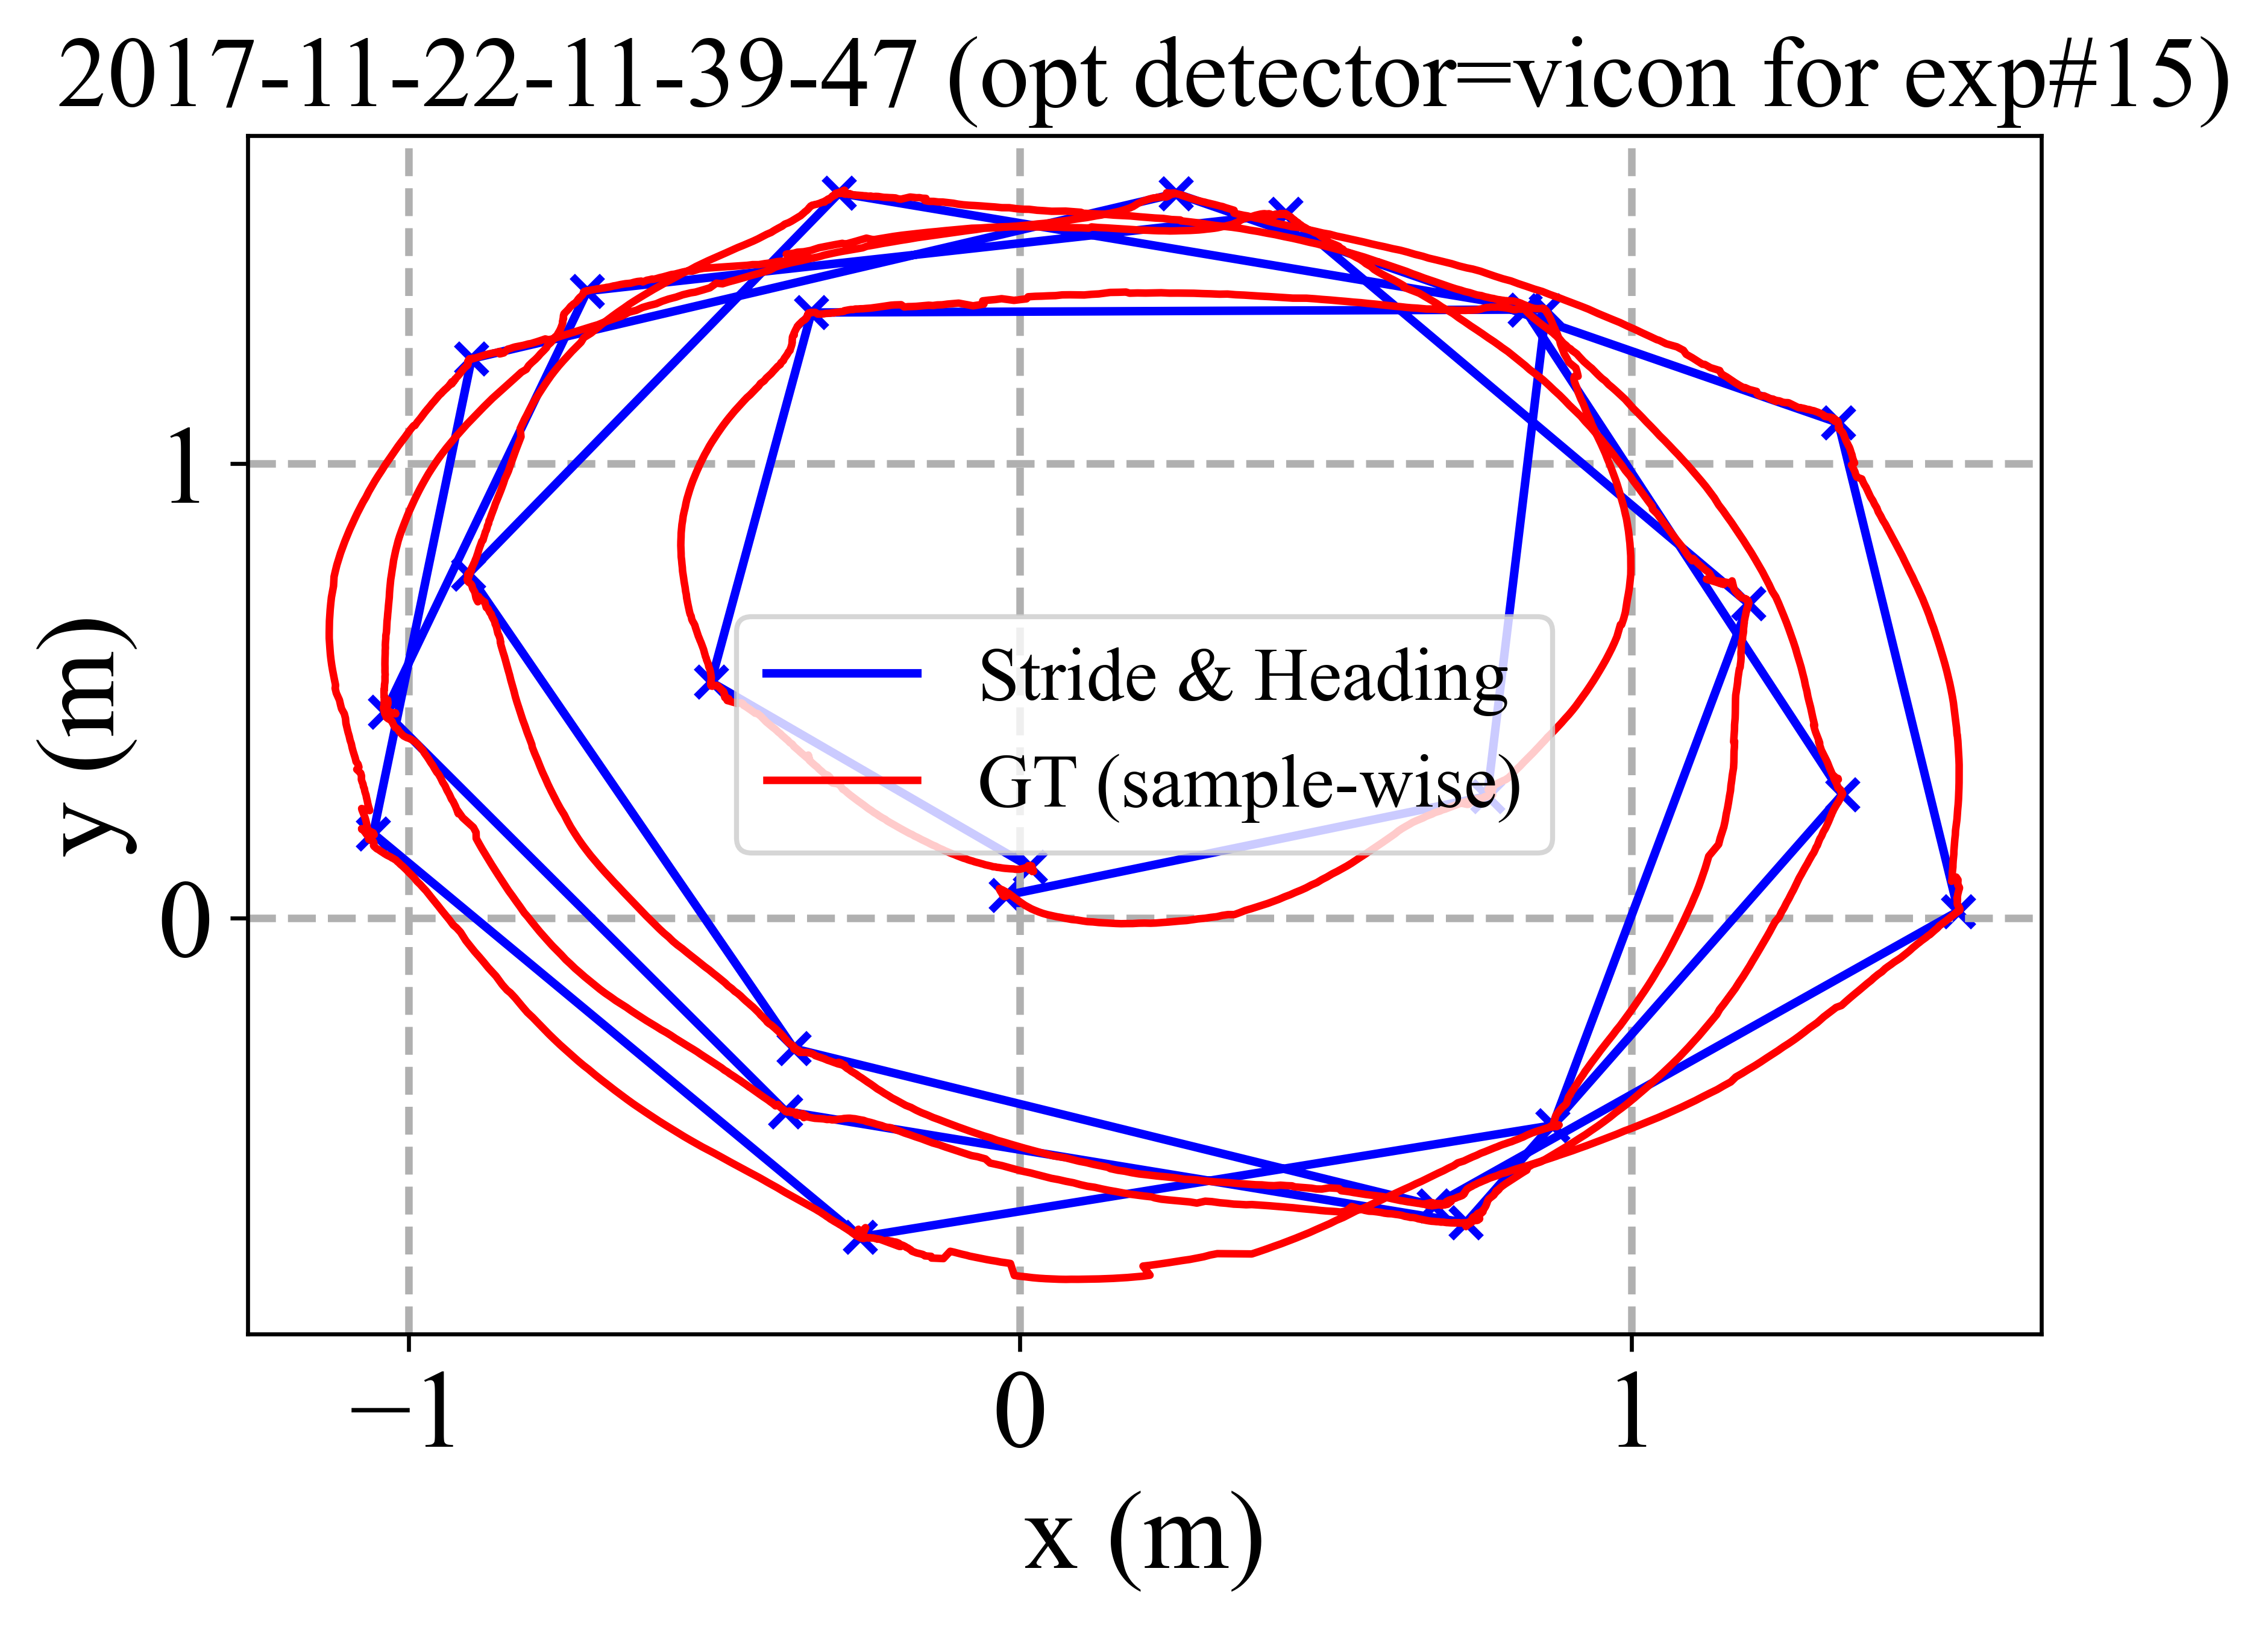 2017-11-22-11-39-47 (opt detector=vicon for exp#15)
y (m)
1
0
Stride & Heading
GT (sample-wise)
−1 0 1
x (m)